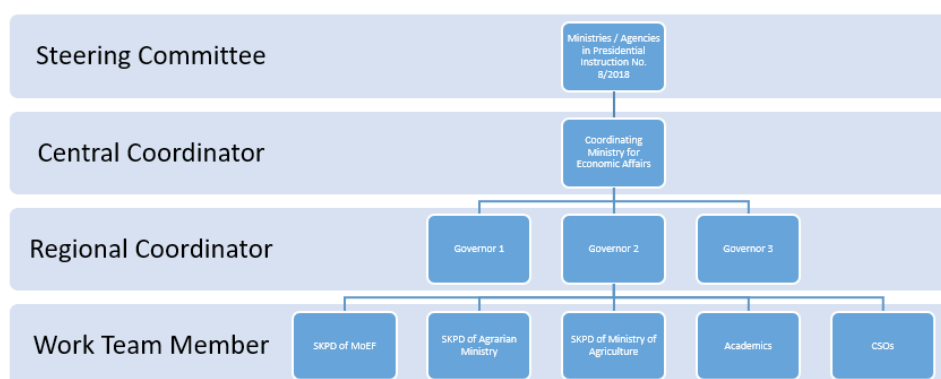 Steering Committee
Ministries / Agencies
in Presidential
Instruction No.
8/2018
Central Coordinator
Coordinating
Ministry for
Economic Affairs
Regional Coordinator
Governor 1
Governor 2
Governor 3
Work Team Member
SKPD of MoEF
SKPD of Agrarian
Ministry
SKPD of Ministry of
Agriculture
Academics
CSOs